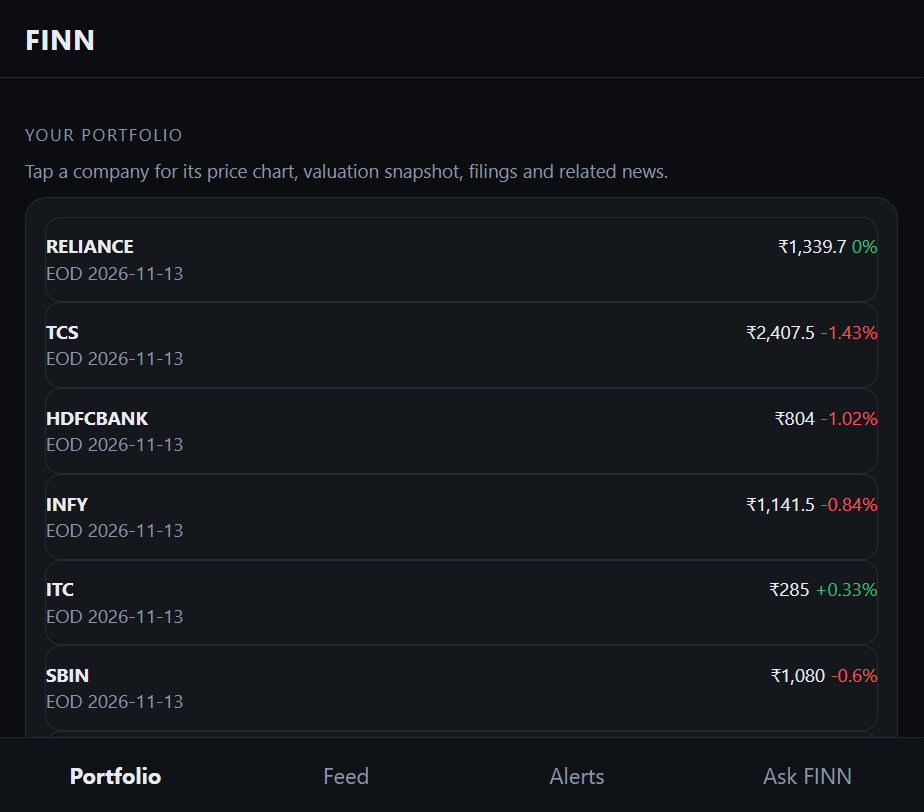 FINN
YOUR PORTFOLIO
Tap a company for its price chart, valuation snapshot, filings and related news.
RELIANCE ₹1,339.7 0%
EOD 2026-11-13
TCS ₹2,407.5 -1.43%
EOD 2026-11-13
HDFCBANK ₹804 -1.02%
EOD 2026-11-13
INFY ₹1,141.5 -0.84%
EOD 2026-11-13
ITC ₹285 +0.33%
EOD 2026-11-13
SBIN ₹1,080 -0.6%
EOD 2026-11-13
Portfolio Feed Alerts Ask FINN